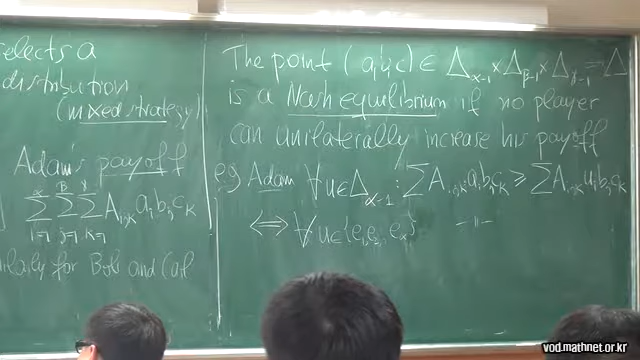 elects a
distribution
(mixed strategy)
Adam's payoff
∑_{i=1}^{α} ∑_{j=1}^{β} ∑_{k=1}^{γ} A_{ijk} a_i b_j c_k
for Bob and Carl
The point (a,b,c) ∈ Δ_{α-1} × Δ_{β-1} × Δ_{γ-1} = Δ
is a Nash equilibrium if no player
can unilaterally increase his payoff
eg Adam ∀u∈Δ_{α-1} : ∑ A_{ijk} a_i b_j c_k ≥ ∑ A_{ijk} u_i b_j c_k
⟺ ∀u∈{e_1, e_2, .. e_α} —"—
vod.mathnet.or.kr